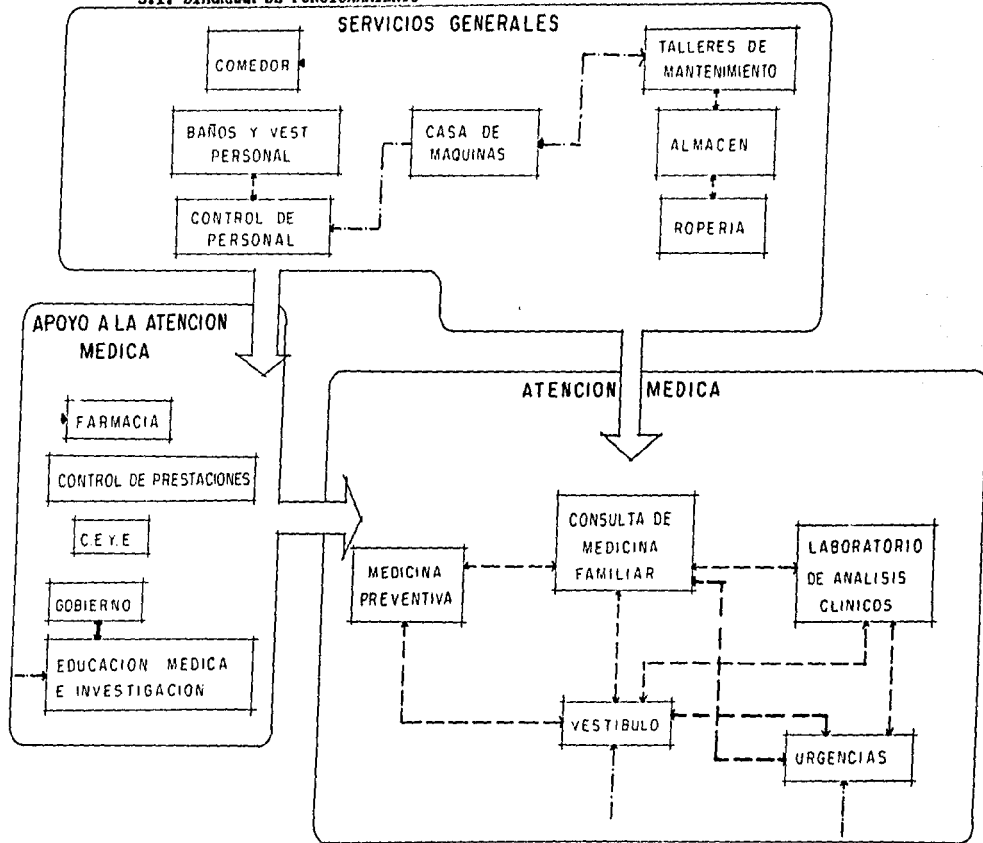 SERVICIOS GENERALES
COMEDOR
TALLERES DE
MANTENIMIENTO
BAÑOS Y VEST
PERSONAL
CASA DE
MAQUINAS
ALMACEN
CONTROL DE
PERSONAL
ROPERIA
APOYO A LA ATENCION
MEDICA
FARMACIA
CONTROL DE PRESTACIONES
C.E.Y.E
GOBIERNO
EDUCACION MEDICA
E INVESTIGACION
ATENCION MEDICA
CONSULTA DE
MEDICINA
FAMILIAR
MEDICINA
PREVENTIVA
LABORATORIO
DE ANALISIS
CLINICOS
VESTIBULO
URGENCIAS